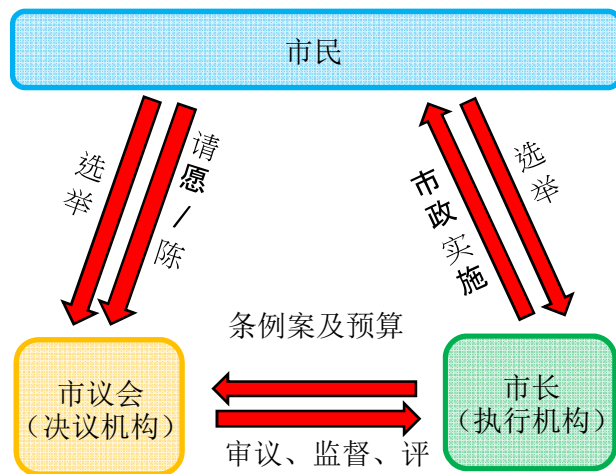 市民
选举
请愿/陈
市政实施
选举
条例案及预算
市议会
（决议机构）
市长
（执行机构）
审议、监督、评